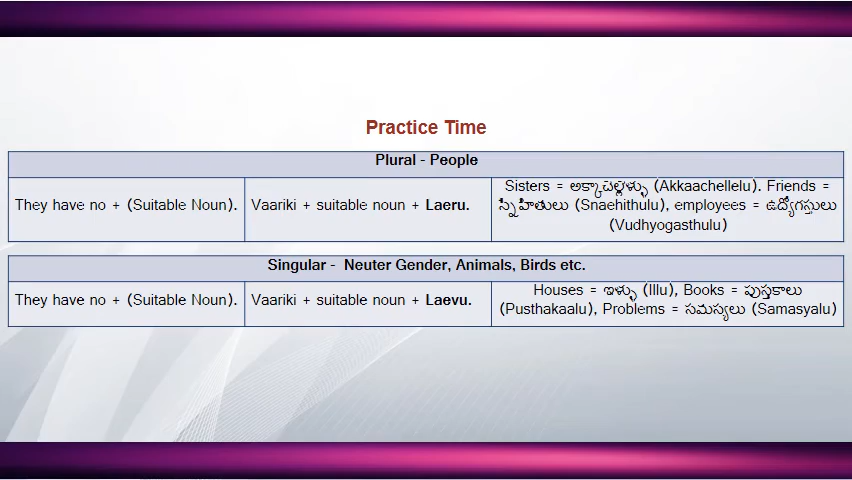 Practice Time
Plural - People
They have no + (Suitable Noun).
Vaariki + suitable noun + Laeru.
Sisters = అక్కాచెల్లెళ్ళు (Akkaachellelu). Friends =
స్నేహితులు (Snaehithulu), employees = ఉద్యోగస్తులు
(Vudhyogasthulu)
Singular - Neuter Gender, Animals, Birds etc.
They have no + (Suitable Noun).
Vaariki + suitable noun + Laevu.
Houses = ఇళ్ళు (Illu), Books = పుస్తకాలు
(Pusthakaalu), Problems = సమస్యలు (Samasyalu)